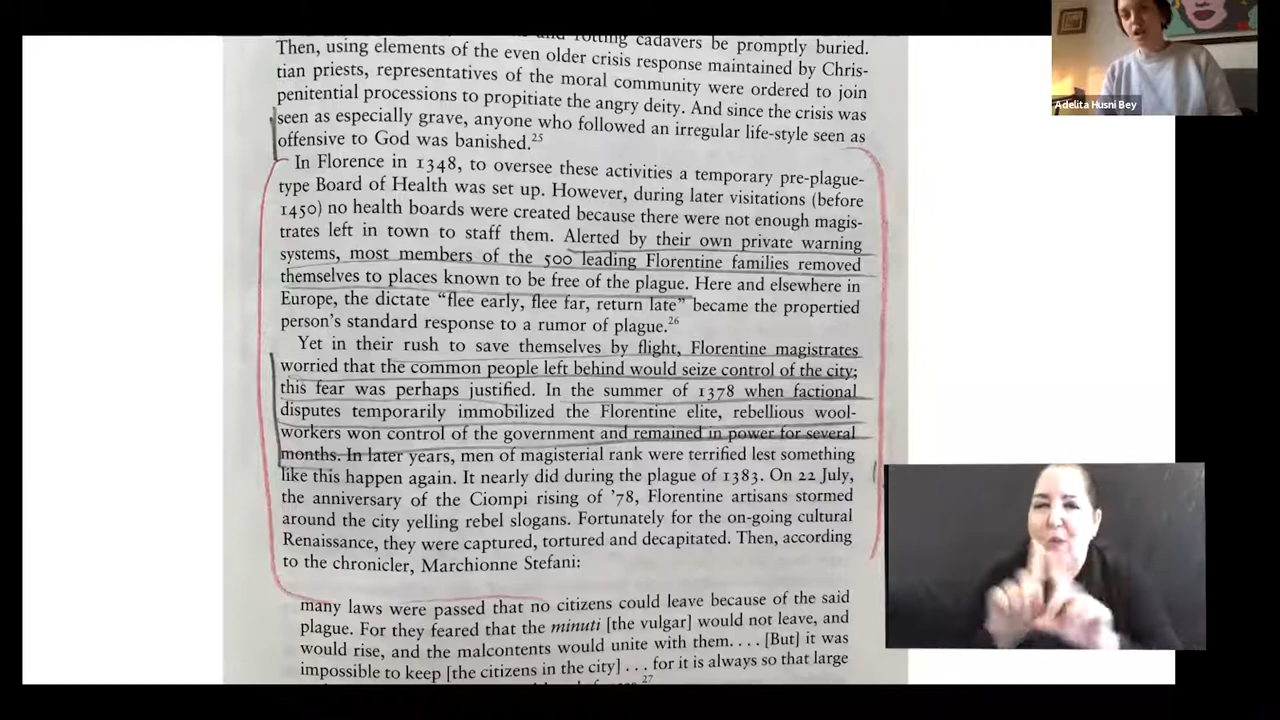 and rotting cadavers be promptly buried.
Then, using elements of the even older crisis response maintained by Chris-
tian priests, representatives of the moral community were ordered to join
penitential processions to propitiate the angry deity. And since the crisis was
seen as especially grave, anyone who followed an irregular life-style seen as
offensive to God was banished.25
In Florence in 1348, to oversee these activities a temporary pre-plague-
type Board of Health was set up. However, during later visitations (before
1450) no health boards were created because there were not enough magis-
trates left in town to staff them. Alerted by their own private warning
systems, most members of the 500 leading Florentine families removed
themselves to places known to be free of the plague. Here and elsewhere in
Europe, the dictate “flee early, flee far, return late” became the propertied
person’s standard response to a rumor of plague.26
Yet in their rush to save themselves by flight, Florentine magistrates
worried that the common people left behind would seize control of the city;
this fear was perhaps justified. In the summer of 1378 when factional
disputes temporarily immobilized the Florentine elite, rebellious wool-
workers won control of the government and remained in power for several
months. In later years, men of magisterial rank were terrified lest something
like this happen again. It nearly did during the plague of 1383. On 22 July,
the anniversary of the Ciompi rising of ’78, Florentine artisans stormed
around the city yelling rebel slogans. Fortunately for the on-going cultural
Renaissance, they were captured, tortured and decapitated. Then, according
to the chronicler, Marchionne Stefani:
many laws were passed that no citizens could leave because of the said
plague. For they feared that the minuti [the vulgar] would not leave, and
would rise, and the malcontents would unite with them. . . . [But] it was
impossible to keep [the citizens in the city] . . . for it is always so that large
27
Adelita Husni Bey